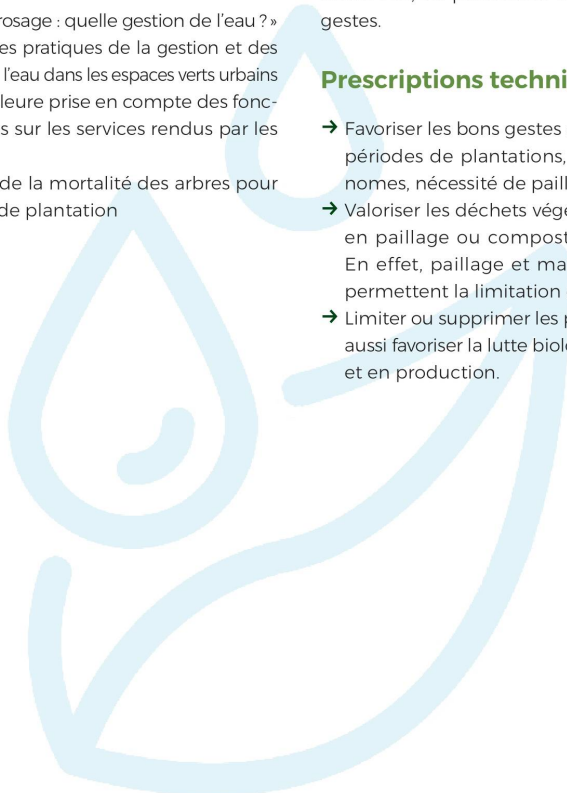 rosage : quelle gestion de l'eau ? »
es pratiques de la gestion et des
l'eau dans les espaces verts urbains
leure prise en compte des fonc-
s sur les services rendus par les
de la mortalité des arbres pour
de plantation
gestes.
Prescriptions techni
→ Favoriser les bons gestes
périodes de plantations,
nomes, nécessité de paill
→ Valoriser les déchets végé
en paillage ou compost
En effet, paillage et ma
permettent la limitation
→ Limiter ou supprimer les p
aussi favoriser la lutte biolo
et en production.